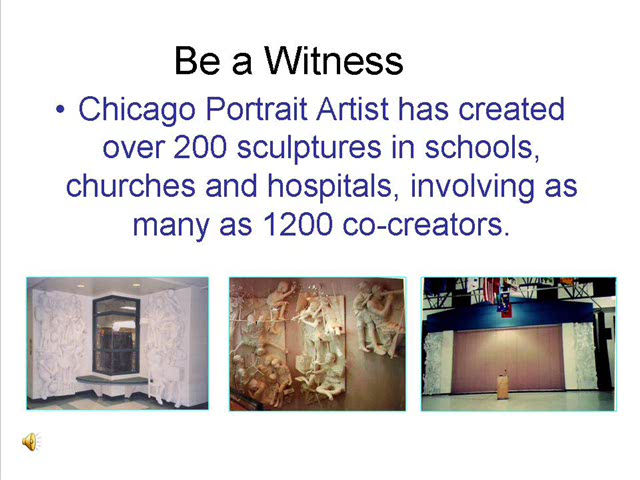 Be a Witness
• Chicago Portrait Artist has created
over 200 sculptures in schools,
churches and hospitals, involving as
many as 1200 co-creators.